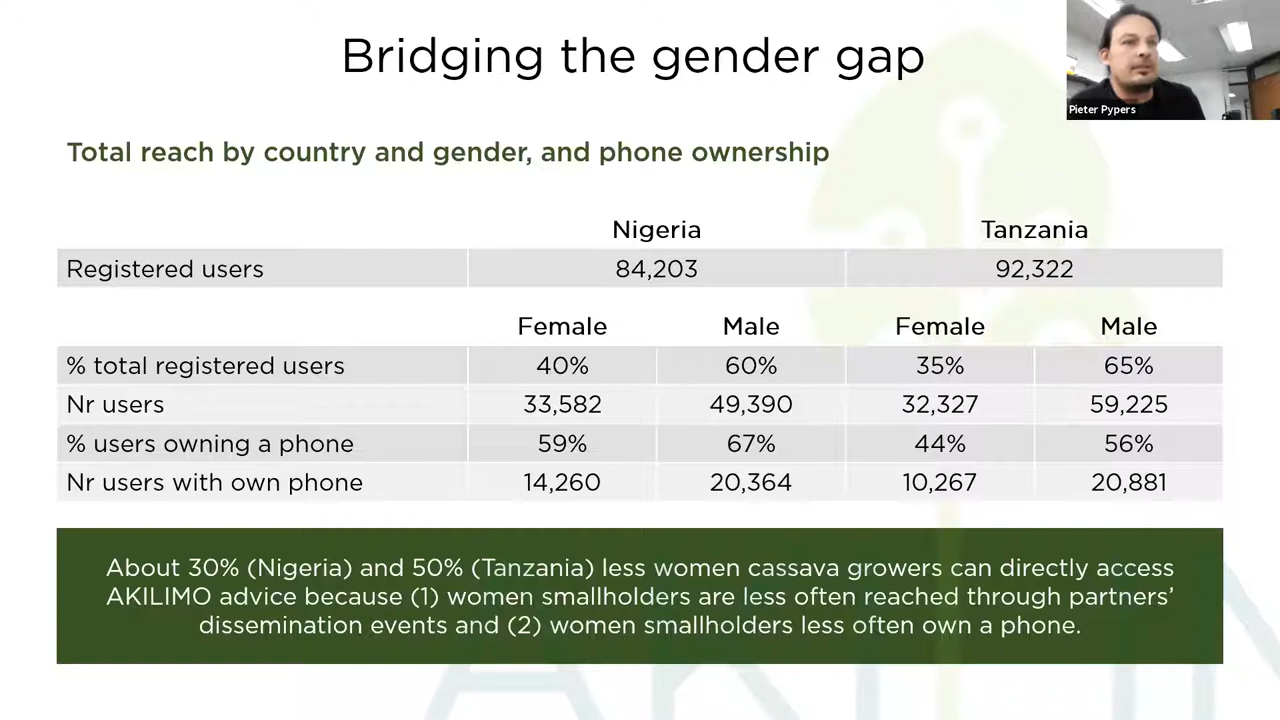 Bridging the gender gap
Pieter Pypers
Total reach by country and gender, and phone ownership
Nigeria Tanzania
Registered users 84,203 92,322
Female Male Female Male
% total registered users 40% 60% 35% 65%
Nr users 33,582 49,390 32,327 59,225
% users owning a phone 59% 67% 44% 56%
Nr users with own phone 14,260 20,364 10,267 20,881
About 30% (Nigeria) and 50% (Tanzania) less women cassava growers can directly access
AKILIMO advice because (1) women smallholders are less often reached through partners’
dissemination events and (2) women smallholders less often own a phone.